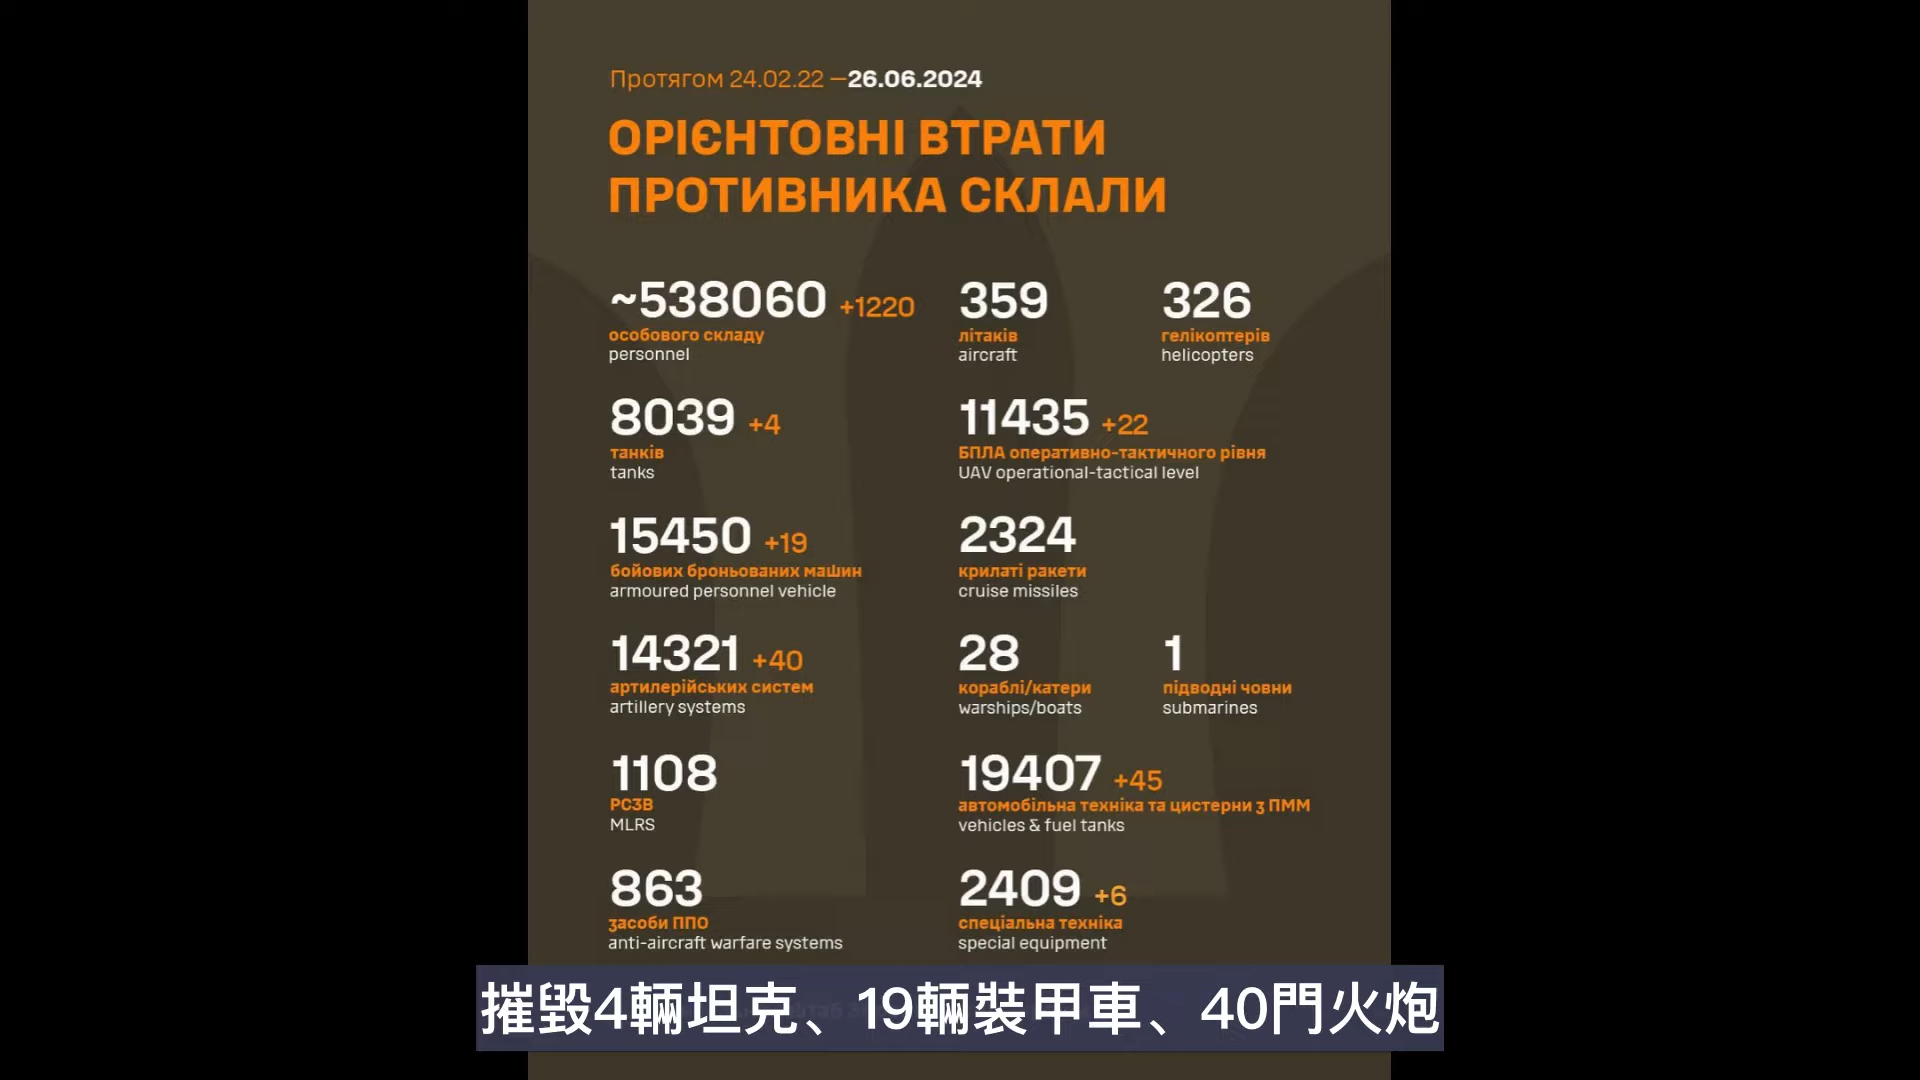 Протягом 24.02.22 —26.06.2024
ОРІЄНТОВНІ ВТРАТИ
ПРОТИВНИКА СКЛАЛИ
~538060 +1220
особового складу
personnel
359
літаків
aircraft
326
гелікоптерів
helicopters
8039 +4
танків
tanks
11435 +22
БПЛА оперативно-тактичного рівня
UAV operational-tactical level
15450 +19
бойових броньованих машин
armoured personnel vehicle
2324
крилаті ракети
cruise missiles
14321 +40
артилерійських систем
artillery systems
28
кораблі/катери
warships/boats
1
підводні човни
submarines
1108
РСЗВ
MLRS
19407 +45
автомобільна техніка та цистерни з ПММ
vehicles & fuel tanks
863
засоби ППО
anti-aircraft warfare systems
2409 +6
спеціальна техніка
special equipment
摧毀4輛坦克、19輛裝甲車、40門火炮